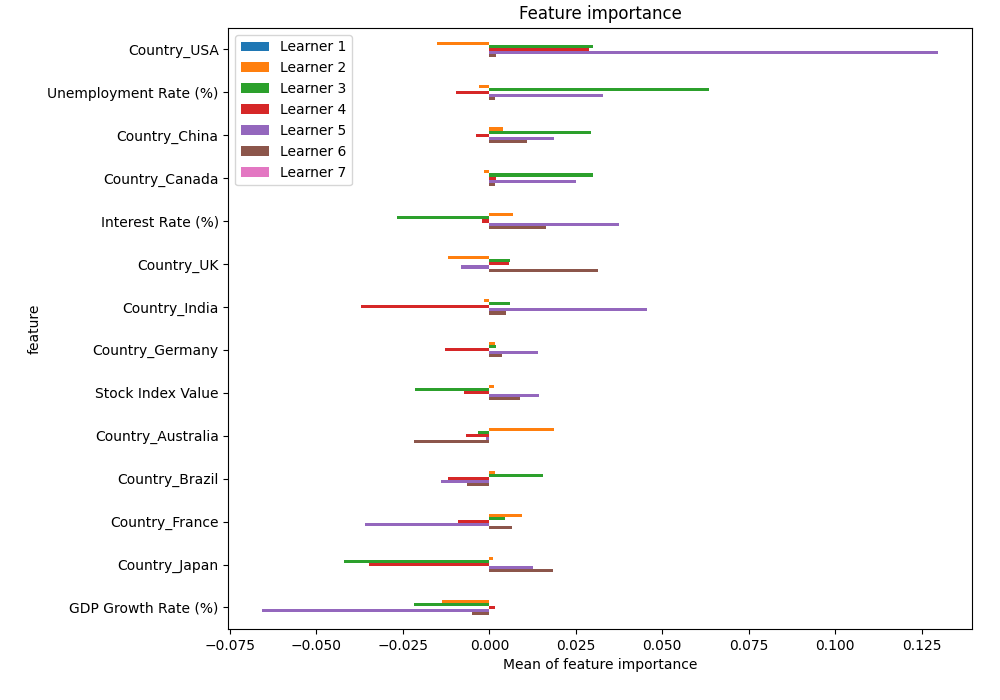 Feature importance
Learner 1
Learner 2
Learner 3
Learner 4
Learner 5
Learner 6
Learner 7
feature
Country_USA
Unemployment Rate (%)
Country_China
Country_Canada
Interest Rate (%)
Country_UK
Country_India
Country_Germany
Stock Index Value
Country_Australia
Country_Brazil
Country_France
Country_Japan
GDP Growth Rate (%)
−0.075 −0.050 −0.025 0.000 0.025 0.050 0.075 0.100 0.125
Mean of feature importance